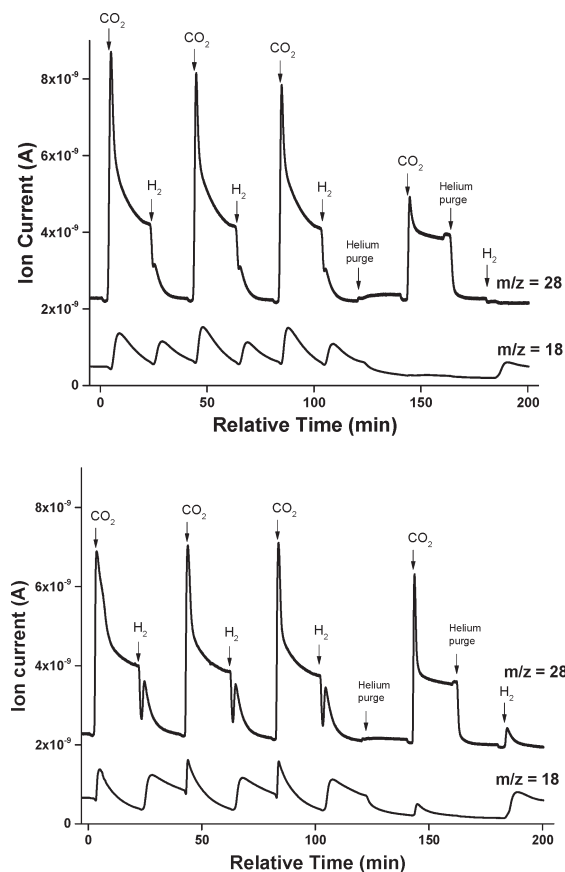 CO₂
CO₂
CO₂
8x10⁻⁹
CO₂
6x10⁻⁹
H₂
H₂
H₂
Helium
purge
4x10⁻⁹
Helium
purge
H₂
m/z = 28
2x10⁻⁹
m/z = 18
0
Ion Current (A)
0
50
100
150
200
Relative Time (min)
8x10⁻⁹
CO₂
CO₂
CO₂
CO₂
6x10⁻⁹
H₂
H₂
H₂
Helium
purge
4x10⁻⁹
m/z = 28
Helium
purge
H₂
2x10⁻⁹
m/z = 18
0
Ion current (A)
0
50
100
150
200
Relative Time (min)